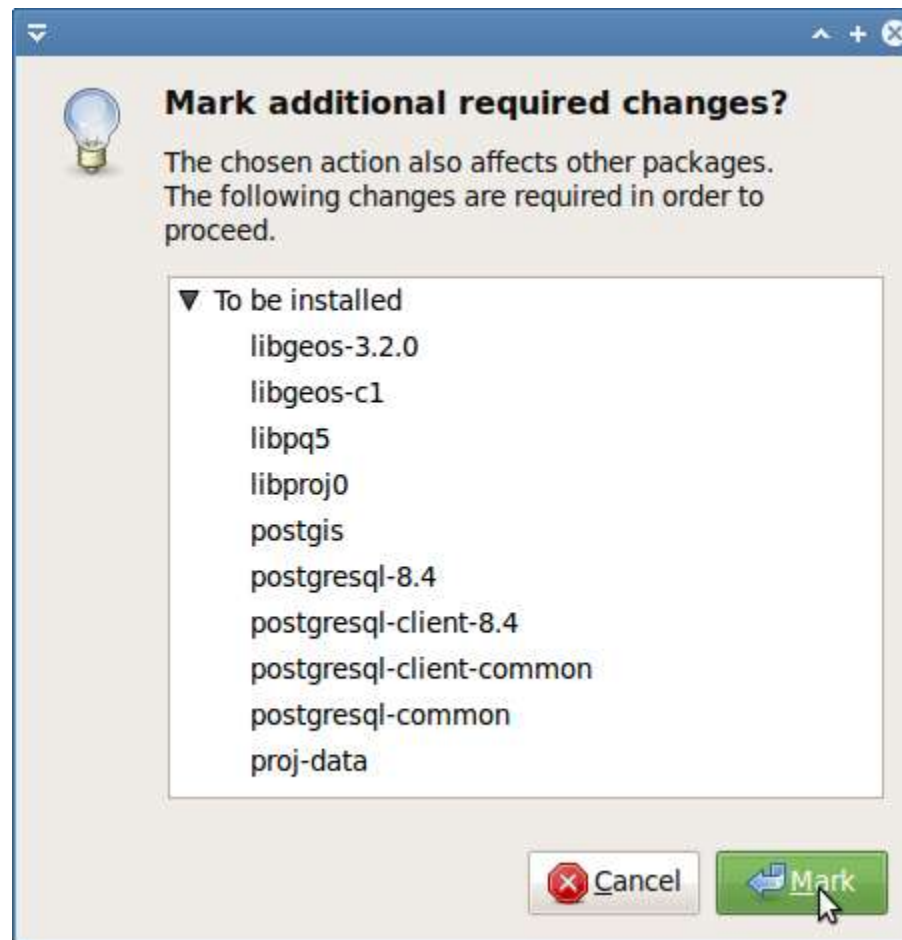 Mark additional required changes?
The chosen action also affects other packages.
The following changes are required in order to
proceed.
To be installed
libgeos-3.2.0
libgeos-c1
libpq5
libproj0
postgis
postgresql-8.4
postgresql-client-8.4
postgresql-client-common
postgresql-common
proj-data
Cancel
Mark